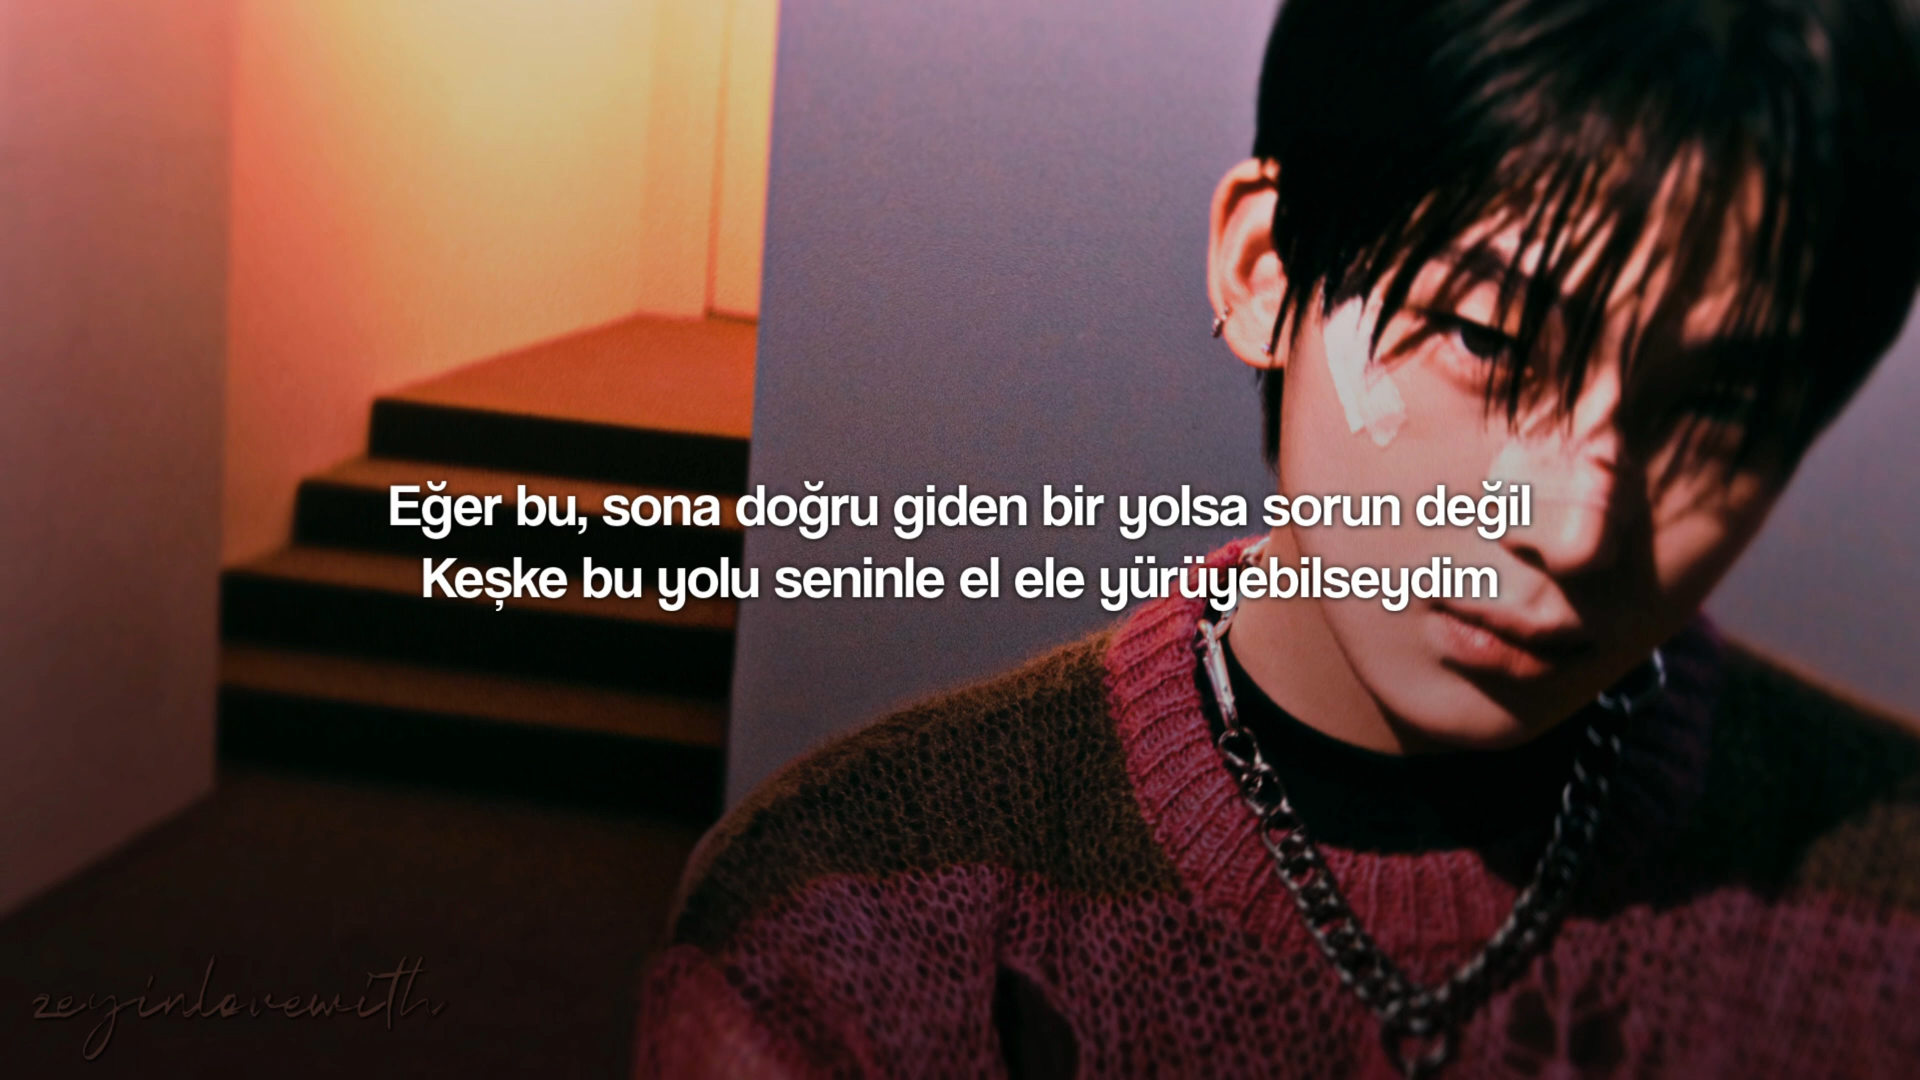 Eğer bu, sona doğru giden bir yolsa sorun değil
Keşke bu yolu seninle el ele yürüyebilseydim
zeyinlovewith